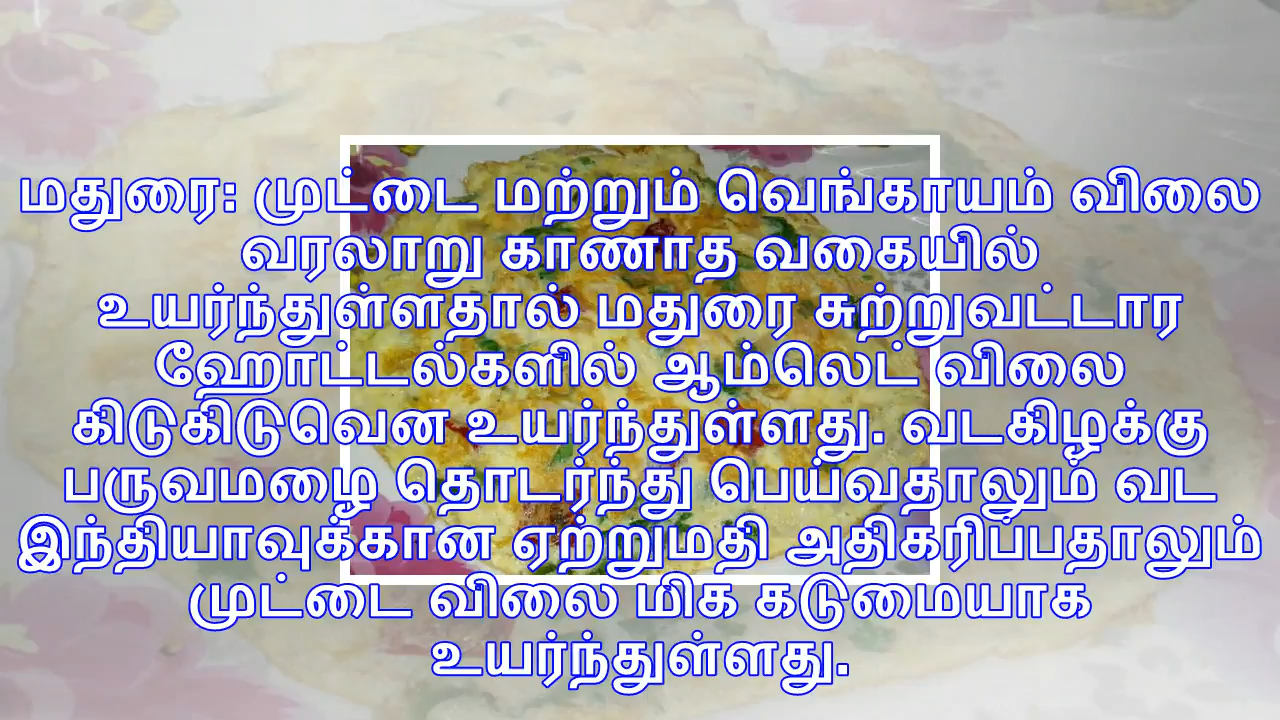 மதுரை: முட்டை மற்றும் வெங்காயம் விலை
வரலாறு காணாத வகையில்
உயர்ந்துள்ளதால் மதுரை சுற்றுவட்டார
ஹோட்டல்களில் ஆம்லெட் விலை
கிடுகிடுவென உயர்ந்துள்ளது. வடகிழக்கு
பருவமழை தொடர்ந்து பெய்வதாலும் வட
இந்தியாவுக்கான ஏற்றுமதி அதிகரிப்பதாலும்
முட்டை விலை மிக கடுமையாக
உயர்ந்துள்ளது.